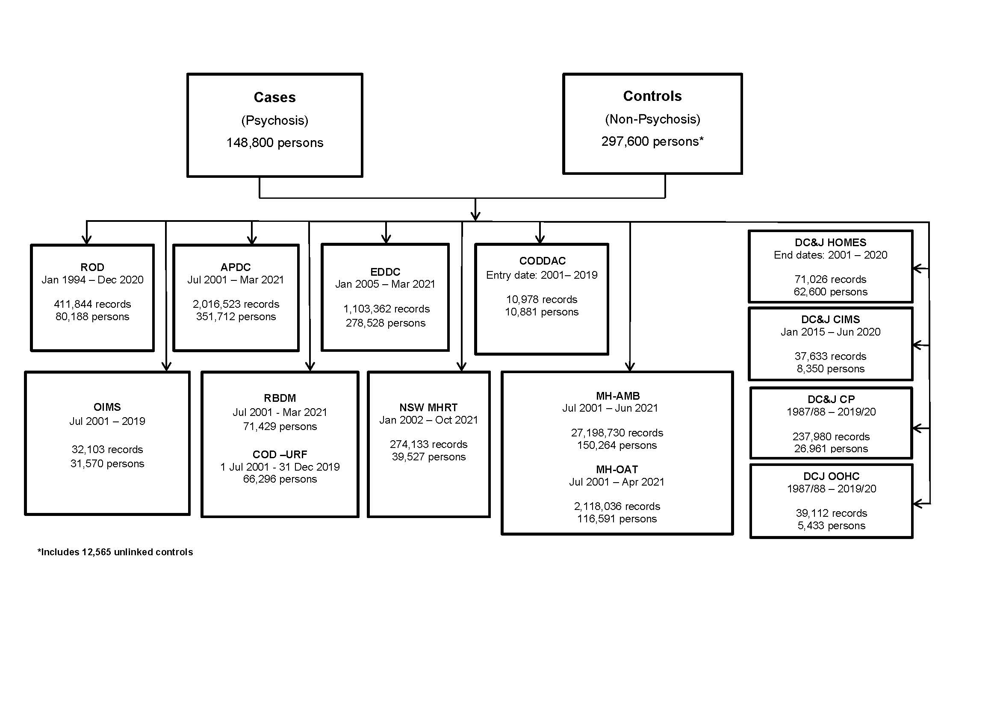 Cases
(Psychosis)
148,800 persons
Controls
(Non-Psychosis)
297,600 persons*
ROD
Jan 1994 – Dec 2020
411,844 records
80,188 persons
APDC
Jul 2001 – Mar 2021
2,016,523 records
351,712 persons
EDDC
Jan 2005 – Mar 2021
1,103,362 records
278,528 persons
CODDAC
Entry date: 2001– 2019
10,978 records
10,881 persons
DC&J HOMES
End dates: 2001 – 2020
71,026 records
62,600 persons
DC&J CIMS
Jan 2015 – Jun 2020
37,633 records
8,350 persons
DC&J CP
1987/88 – 2019/20
237,980 records
26,961 persons
DCJ OOHC
1987/88 – 2019/20
39,112 records
5,433 persons
OIMS
Jul 2001 – 2019
32,103 records
31,570 persons
RBDM
Jul 2001 - Mar 2021
71,429 persons
COD –URF
1 Jul 2001 - 31 Dec 2019
66,296 persons
NSW MHRT
Jan 2002 – Oct 2021
274,133 records
39,527 persons
MH-AMB
Jul 2001 – Jun 2021
27,198,730 records
150,264 persons
MH-OAT
Jul 2001 – Apr 2021
2,118,036 records
116,591 persons
*Includes 12,565 unlinked controls